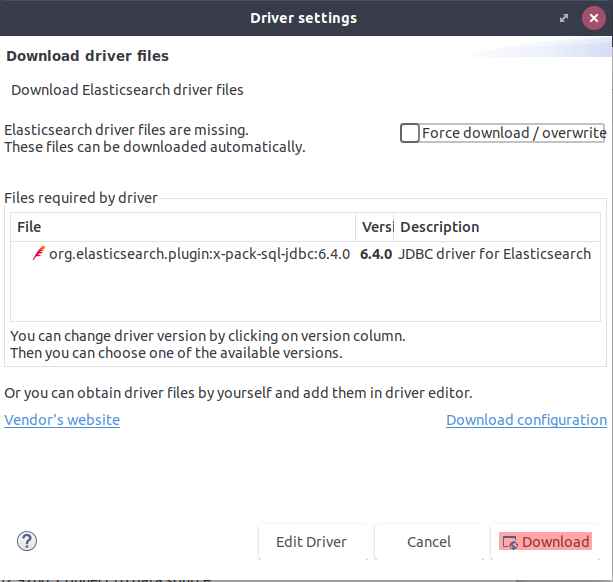 Driver settings
Download driver files
Download Elasticsearch driver files
Elasticsearch driver files are missing.
These files can be downloaded automatically.
Force download / overwrite
Files required by driver
File Versi Description
org.elasticsearch.plugin:x-pack-sql-jdbc:6.4.0 6.4.0 JDBC driver for Elasticsearch
You can change driver version by clicking on version column.
Then you can choose one of the available versions.
Or you can obtain driver files by yourself and add them in driver editor.
Vendor's website Download configuration
? Edit Driver Cancel Download